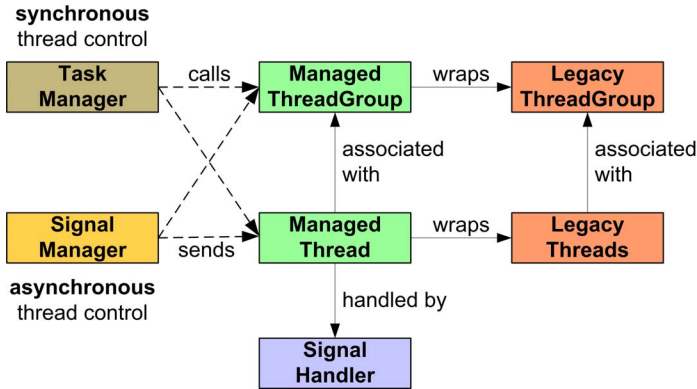 synchronous
thread control
Task
Manager
calls
Managed
ThreadGroup
wraps
Legacy
ThreadGroup
associated
with
associated
with
Signal
Manager
sends
Managed
Thread
wraps
Legacy
Threads
asynchronous
thread control
handled by
Signal
Handler